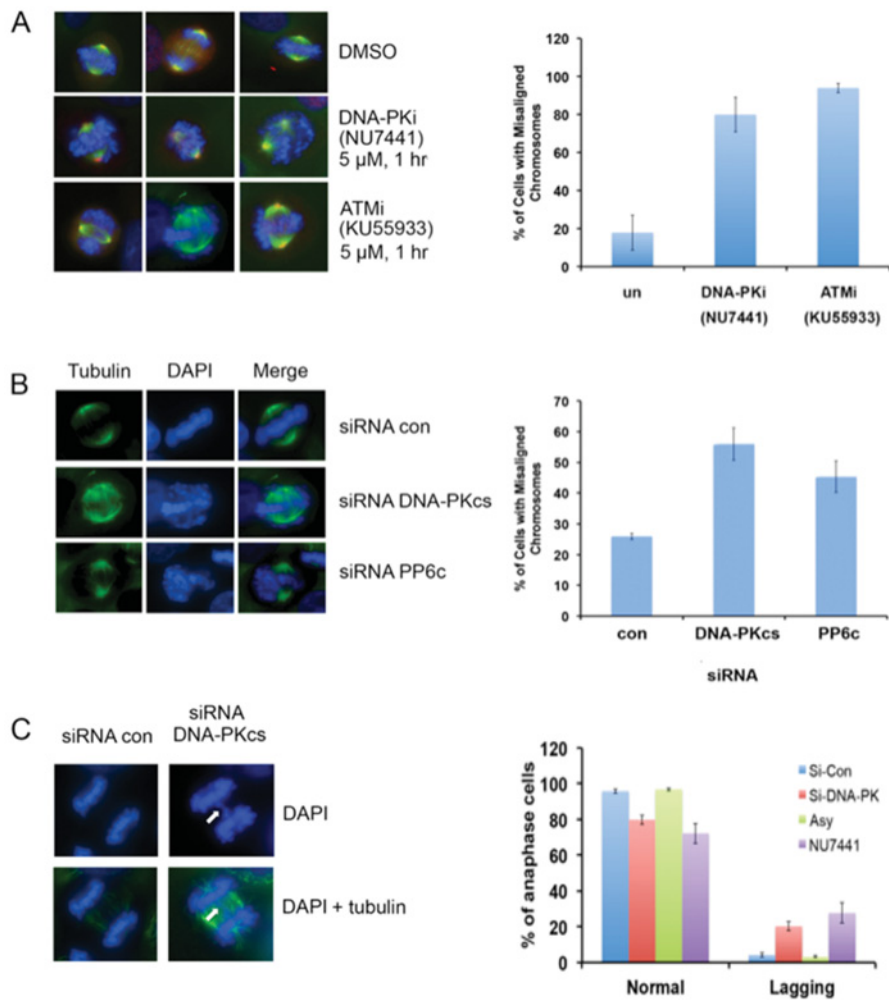 A
DMSO
DNA-PKi
(NU7441)
5 µM, 1 hr
ATMi
(KU55933)
5 µM, 1 hr
% of Cells with Misaligned
Chromosomes
120
100
80
60
40
20
0
un
DNA-PKi
(NU7441)
ATMi
(KU55933)
B
Tubulin
DAPI
Merge
siRNA con
siRNA DNA-PKcs
siRNA PP6c
% of Cells with Misaligned
Chromosomes
70
60
50
40
30
20
10
0
con
DNA-PKcs
PP6c
siRNA
C
siRNA con
siRNA
DNA-PKcs
DAPI
DAPI + tubulin
% of anaphase cells
120
100
80
60
40
20
0
Si-Con
Si-DNA-PK
Asy
NU7441
Normal
Lagging